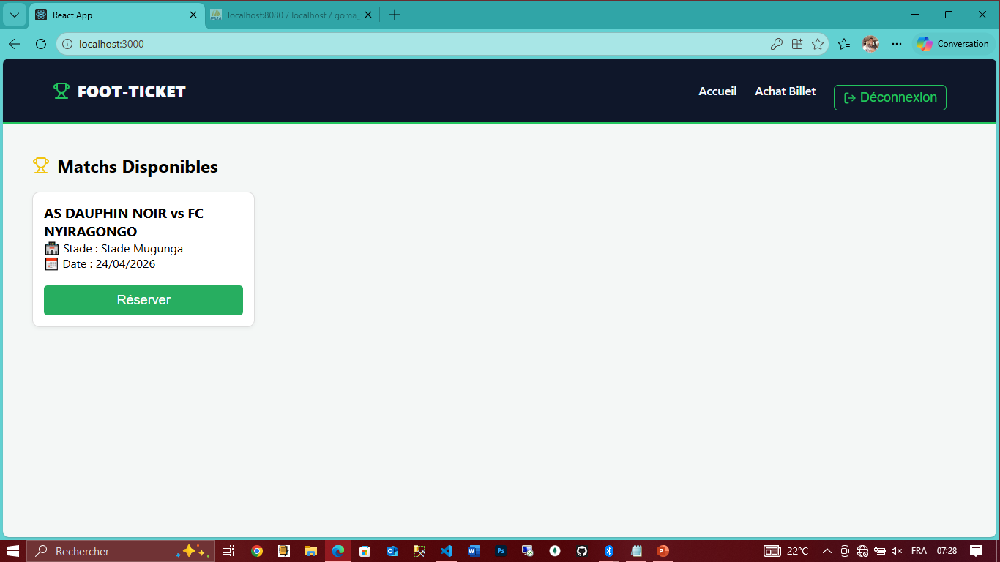 React App
localhost:8080 / localhost / goma_
localhost:3000
Conversation
FOOT-TICKET
Accueil
Achat Billet
Déconnexion
Matchs Disponibles
AS DAUPHIN NOIR vs FC
NYIRAGONGO
Stade : Stade Mugunga
Date : 24/04/2026
Réserver
Rechercher
22°C
FRA
07:28